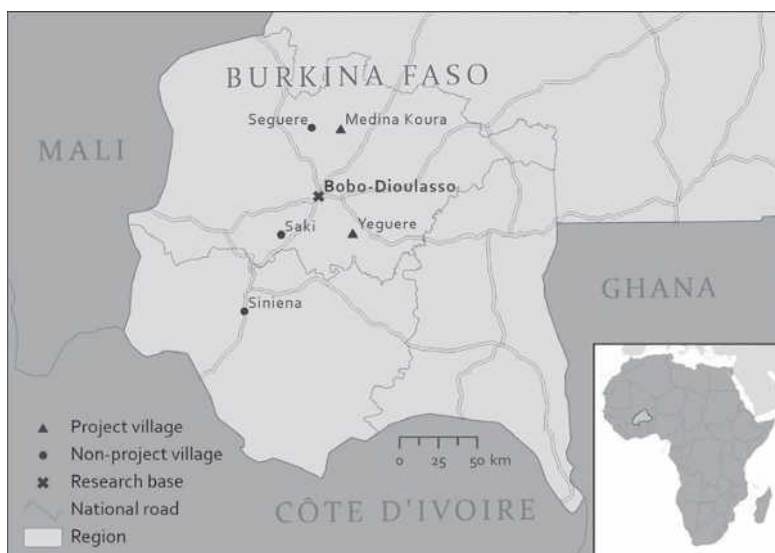 BURKINA FASO
Seguere
Medina Koura
MALI
Bobo-Dioulasso
Saki
Yeguere
GHANA
Siniena
Project village
Non-project village
Research base
National road
Region
0 25 50 km
CÔTE D'IVOIRE